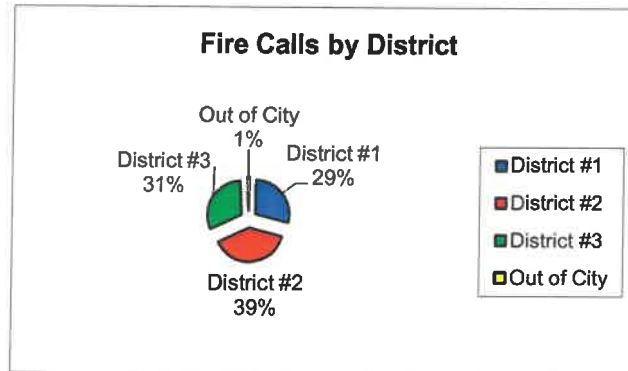 Fire Calls by District
Out of City
1%
District #1
29%
District #3
31%
District #2
39%
District #1
District #2
District #3
Out of City